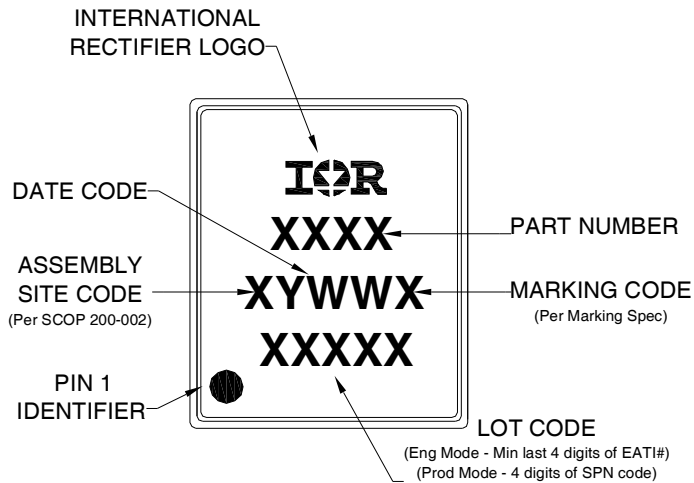 INTERNATIONAL
RECTIFIER LOGO
IOR
DATE CODE
XXXX
PART NUMBER
ASSEMBLY
SITE CODE
(Per SCOP 200-002)
XYWWX
MARKING CODE
(Per Marking Spec)
XXXXX
PIN 1
IDENTIFIER
LOT CODE
(Eng Mode - Min last 4 digits of EATI#)
(Prod Mode - 4 digits of SPN code)